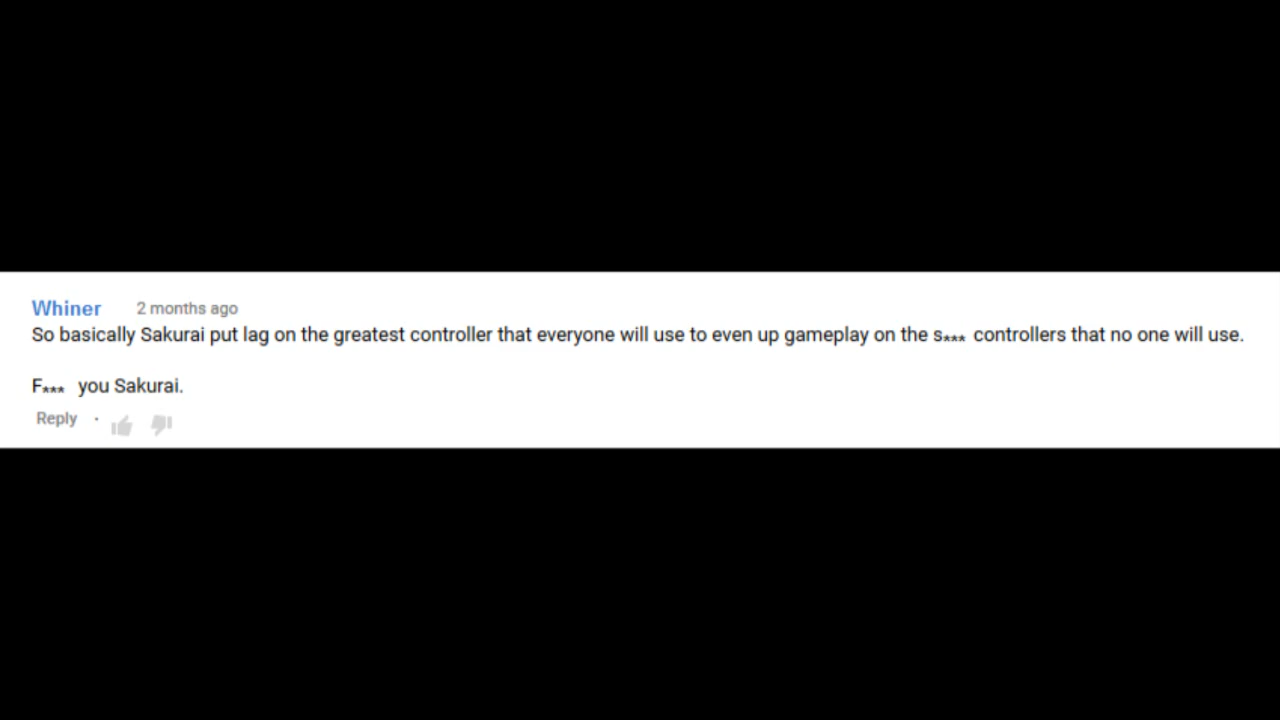 Whiner 2 months ago
So basically Sakurai put lag on the greatest controller that everyone will use to even up gameplay on the s*** controllers that no one will use.
F*** you Sakurai.
Reply ·